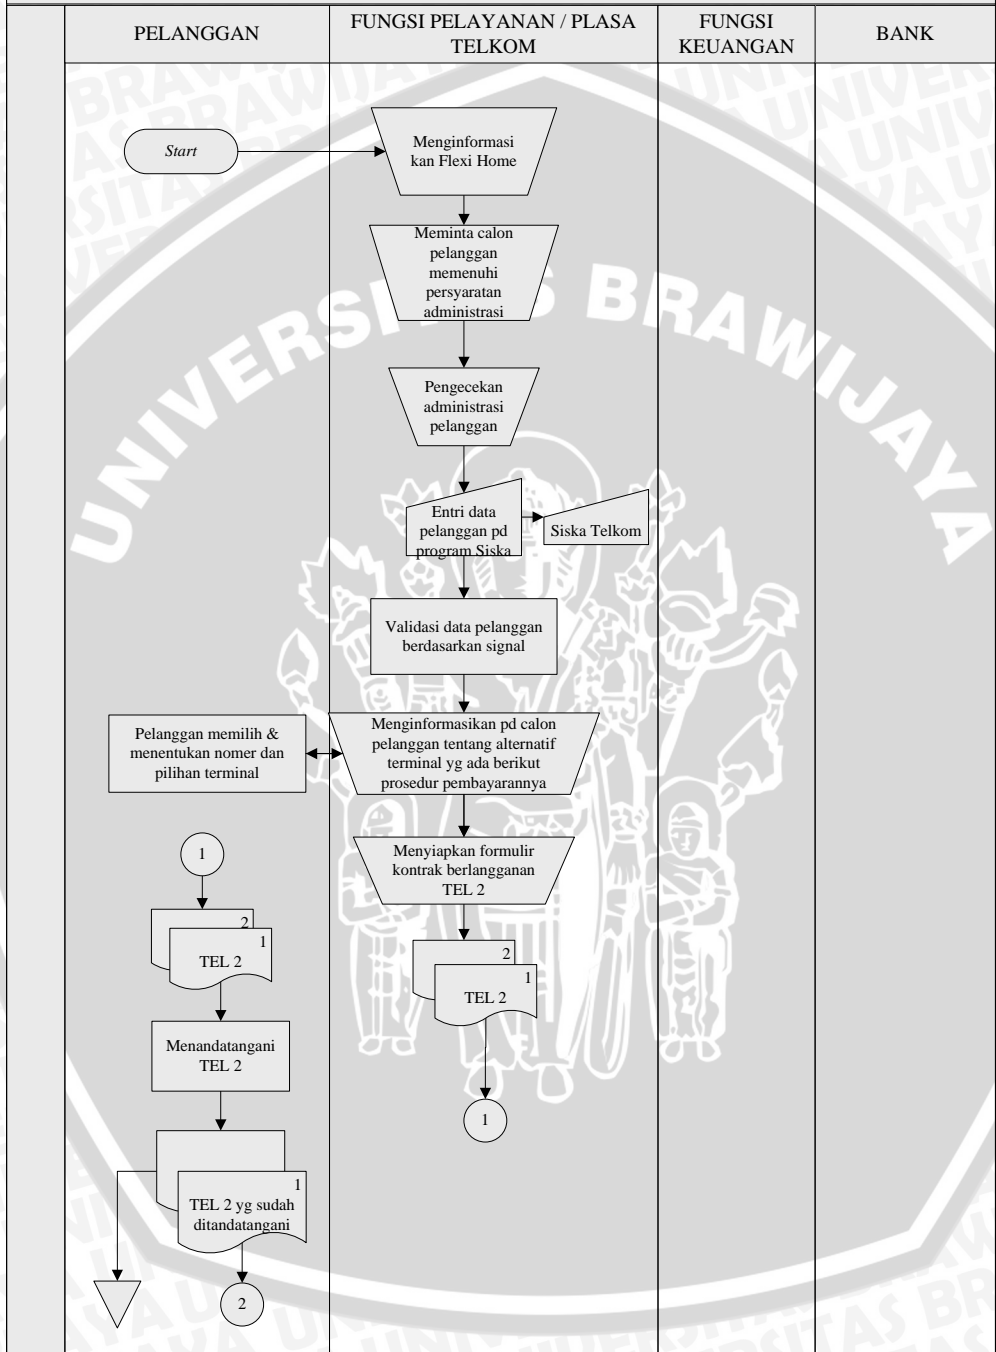 PELANGGAN
FUNGSI PELAYANAN / PLASA
TELKOM
FUNGSI
KEUANGAN
BANK
Start
Menginformasi
kan Flexi Home
Meminta calon
pelanggan
memenuhi
persyaratan
administrasi
UNIVERSITAS BRAWIJAYA
Pengecekan
administrasi
pelanggan
Entri data
pelanggan pd
program Siska
Siska Telkom
Validasi data pelanggan
berdasarkan signal
Pelanggan memilih &
menentukan nomer dan
pilihan terminal
Menginformasikan pd calon
pelanggan tentang alternatif
terminal yg ada berikut
prosedur pembayarannya
1
Menyiapkan formulir
kontrak berlangganan
TEL 2
2
1
TEL 2
2
1
TEL 2
Menandatangani
TEL 2
1
1
TEL 2 yg sudah
ditandatangani
2